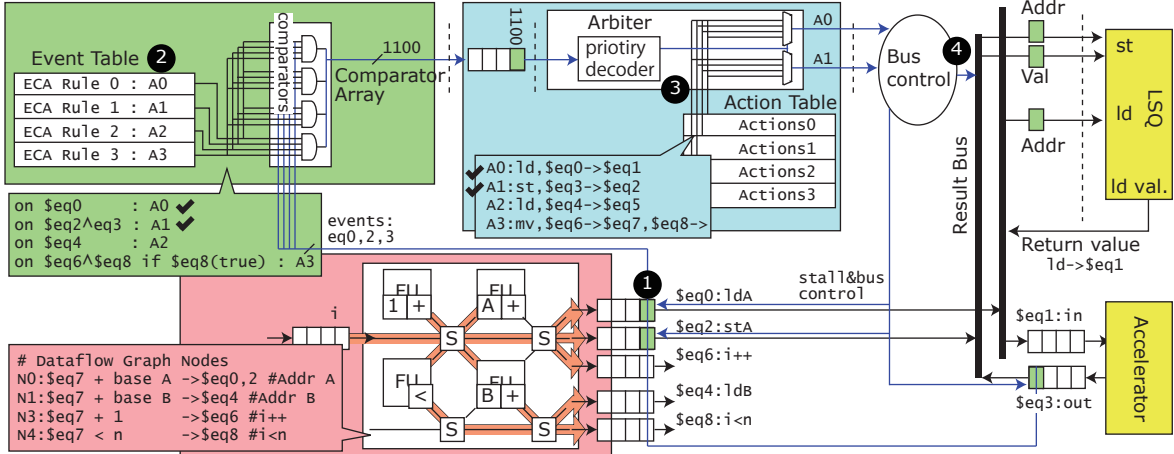 Event Table 2
ECA Rule 0 : A0
ECA Rule 1 : A1
ECA Rule 2 : A2
ECA Rule 3 : A3
comparators
1100
Comparator
Array
1100
Arbiter
priotiry
decoder
3
A0
A1
Action Table
Actions0
Actions1
Actions2
Actions3
A0:ld,$eq0->$eq1
A1:st,$eq3->$eq2
A2:ld,$eq4->$eq5
A3:mv,$eq6->$eq7,$eq8->
Bus
control
4
Result Bus
Addr
Val
Addr
st
ld
LSQ
ld val.
Return value
ld->$eq1
on $eq0 : A0
on $eq2^eq3 : A1
on $eq4 : A2
on $eq6^$eq8 if $eq8(true) : A3
events:
eq0,2,3
i
FU
1 +
FU
A +
S
S
FU
<
FU
B +
S
S
1
$eq0:ldA
$eq2:stA
$eq6:i++
$eq4:ldB
$eq8:i<n
stall&bus
control
$eq1:in
$eq3:out
Accelerator
# Dataflow Graph Nodes
N0:$eq7 + base A ->$eq0,2 #Addr A
N1:$eq7 + base B ->$eq4 #Addr B
N3:$eq7 + 1 ->$eq6 #i++
N4:$eq7 < n ->$eq8 #i<n